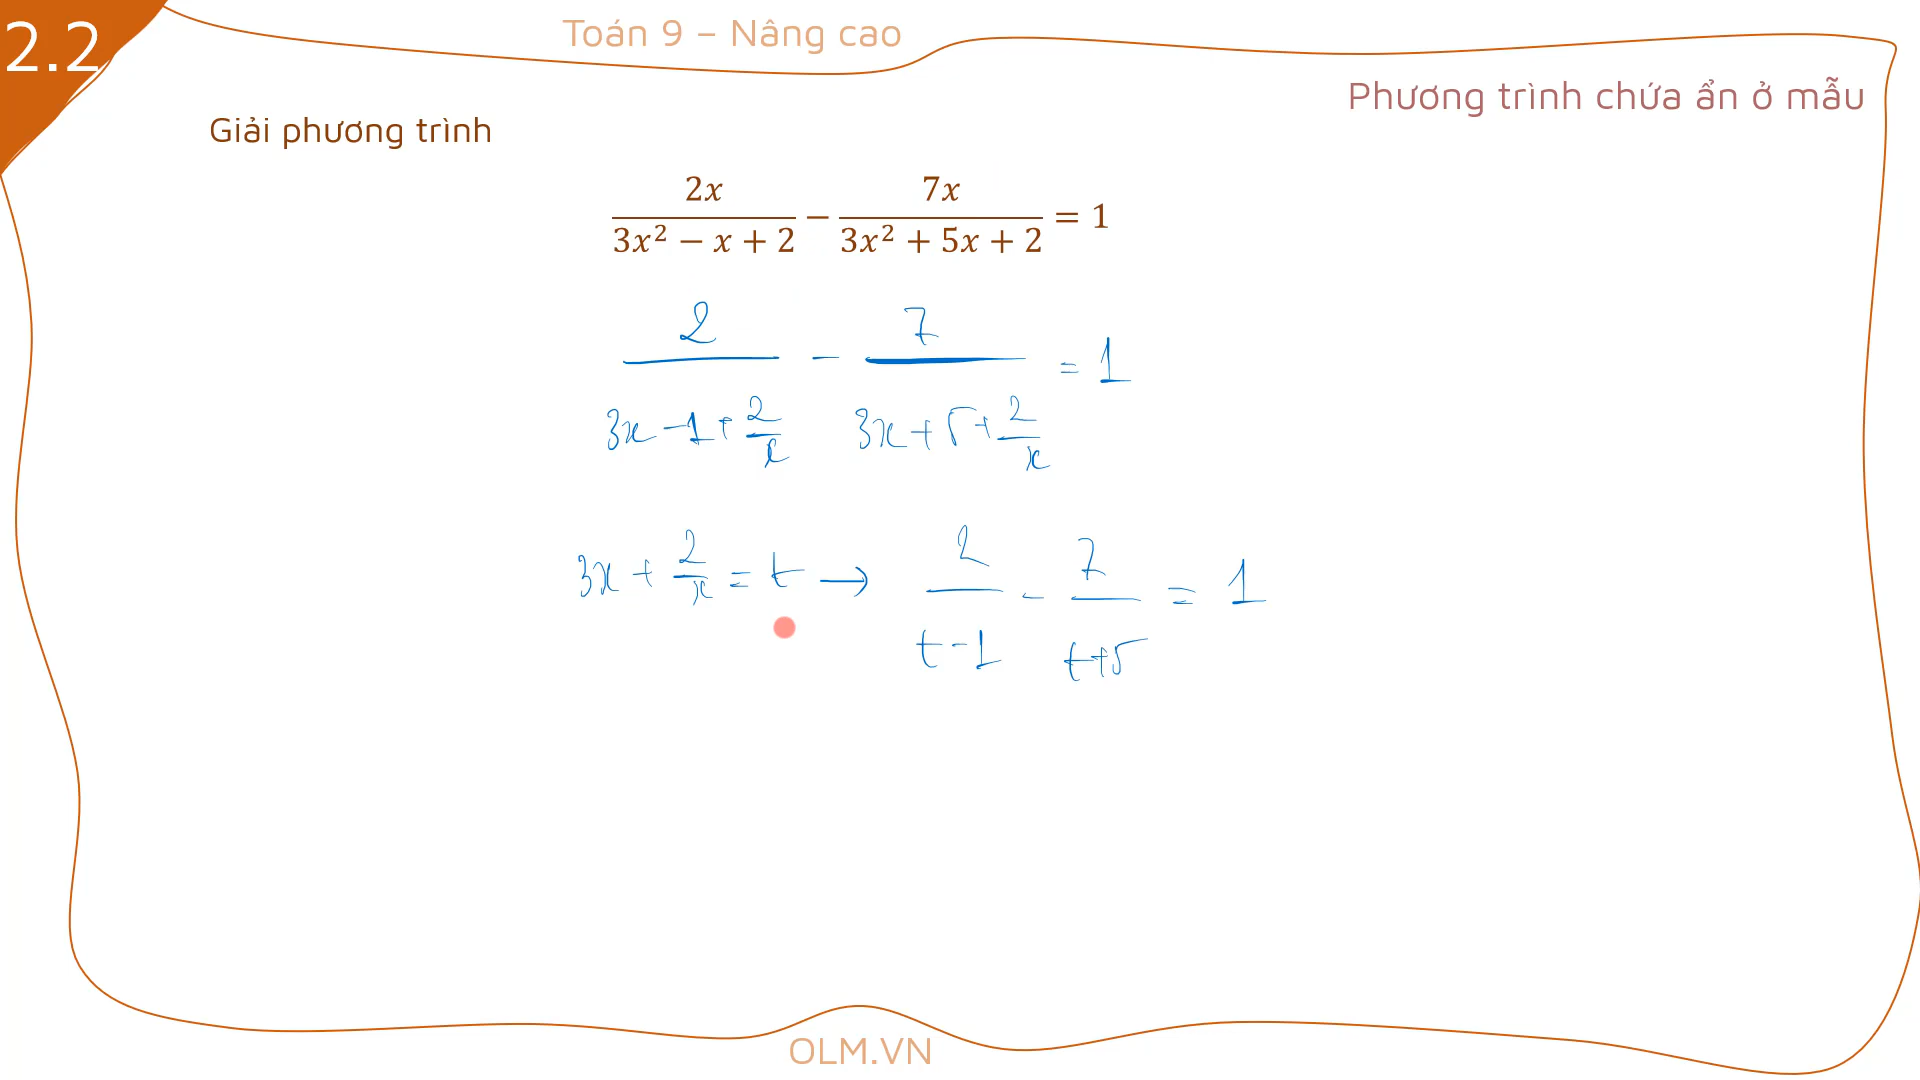 2.2
Toán 9 – Nâng cao
Phương trình chứa ẩn ở mẫu
Giải phương trình
2x/(3x² − x + 2) − 7x/(3x² + 5x + 2) = 1
2/(3x − 1 + 2/x) − 7/(3x + 5 + 2/x) = 1
3x + 2/x = t → 2/(t − 1) − 7/(t + 5) = 1
OLM.VN